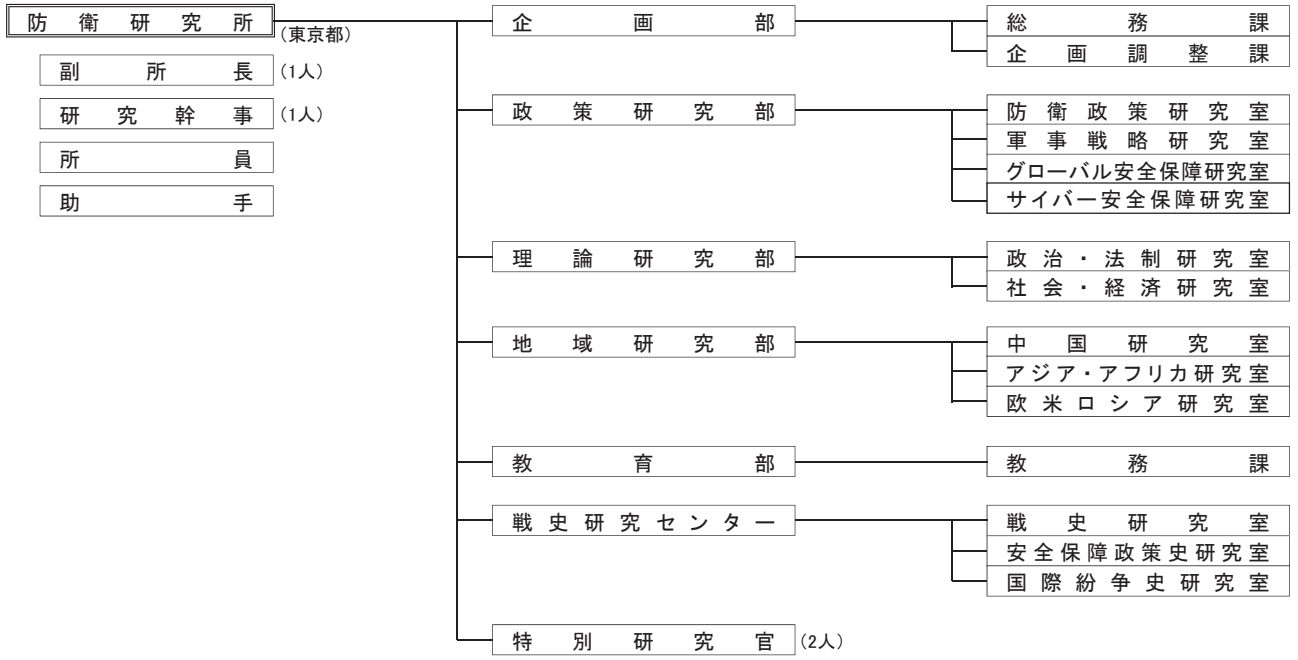 防衛研究所 (東京都)
副所長 (1人)
研究幹事 (1人)
所員
助手
企画部
総務課
企画調整課
政策研究部
防衛政策研究室
軍事戦略研究室
グローバル安全保障研究室
サイバー安全保障研究室
理論研究部
政治・法制研究室
社会・経済研究室
地域研究部
中国研究室
アジア・アフリカ研究室
欧米ロシア研究室
教育部
教務課
戦史研究センター
戦史研究室
安全保障政策史研究室
国際紛争史研究室
特別研究官 (2人)